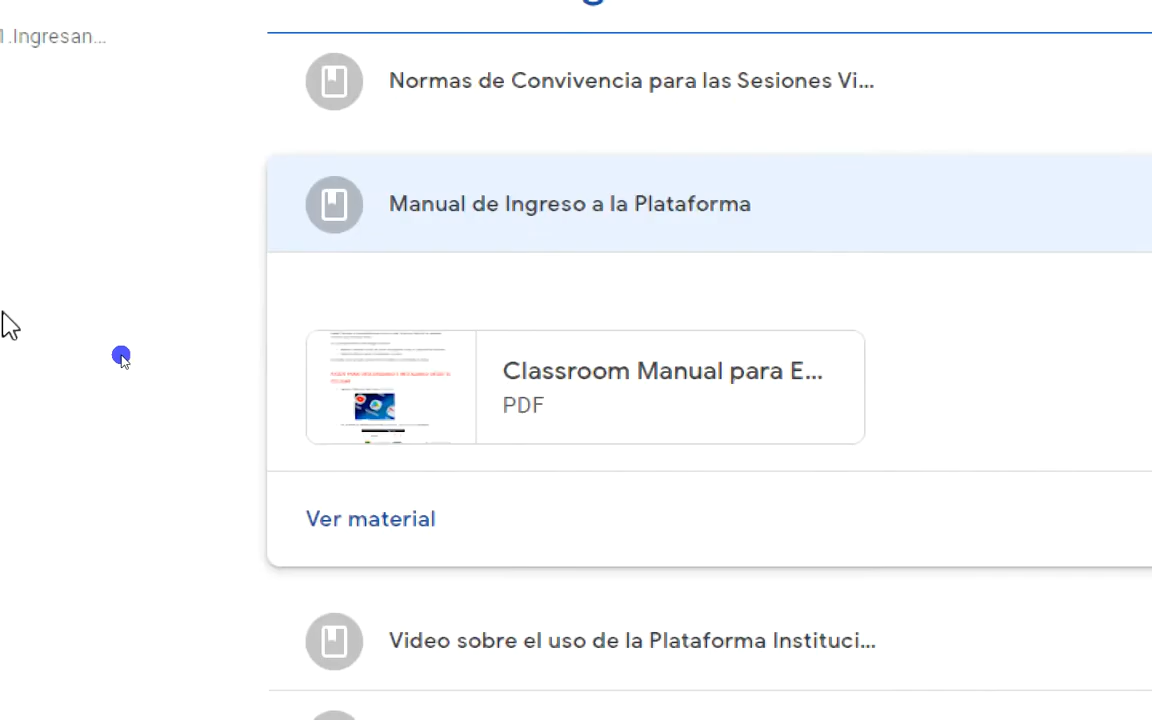 1.Ingresan...
Normas de Convivencia para las Sesiones Vi...
Manual de Ingreso a la Plataforma
Classroom Manual para E...
PDF
Ver material
Video sobre el uso de la Plataforma Instituci...